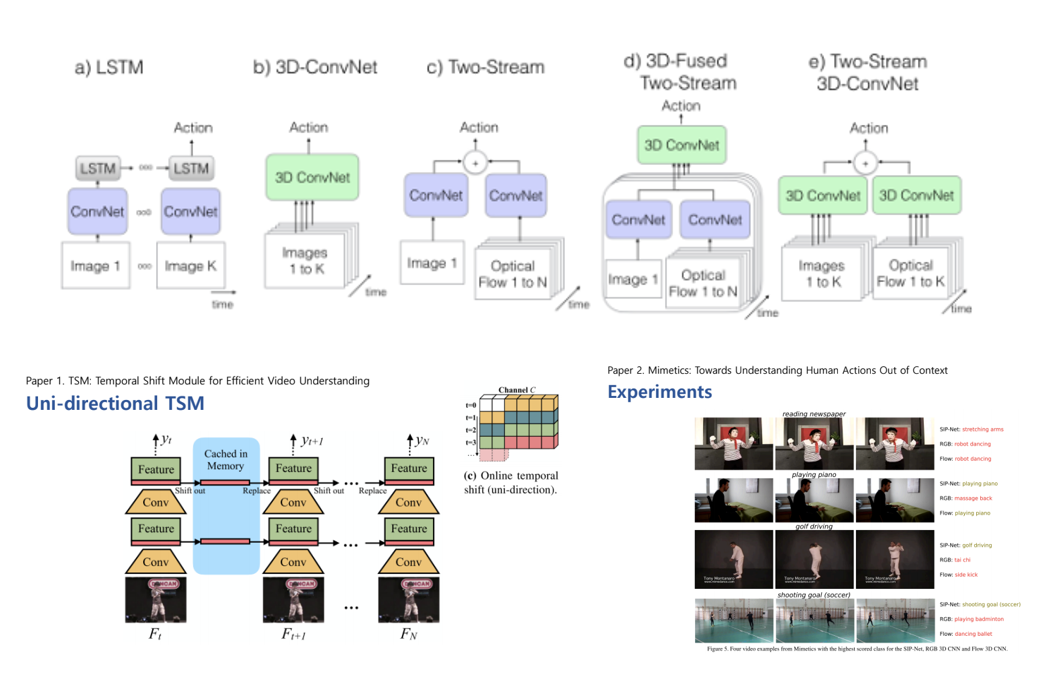 a) LSTM
b) 3D-ConvNet
c) Two-Stream
d) 3D-Fused
Two-Stream
e) Two-Stream
3D-ConvNet
Action
LSTM
ooo
LSTM
ConvNet
ooo
ConvNet
Image 1
ooo
Image K
time
Action
3D ConvNet
Images
1 to K
time
Action
+
ConvNet
ConvNet
Image 1
Optical
Flow 1 to N
time
Action
3D ConvNet
ConvNet
ConvNet
Image 1
Optical
Flow 1 to N
time
Action
+
3D ConvNet
3D ConvNet
Images
1 to K
Optical
Flow 1 to N
time
Paper 1. TSM: Temporal Shift Module for Efficient Video Understanding
Uni-directional TSM
y_t
y_{t+1}
y_N
Cached in
Memory
Feature
Feature
Feature
Shift out
Replace
Shift out
Replace
Conv
Conv
Conv
Feature
Feature
...
Feature
Conv
Conv
Conv
...
F_t
F_{t+1}
F_N
Channel C
t=0
t=1
t=2
t=3
...
(c) Online temporal
shift (uni-direction).
Paper 2. Mimetics: Towards Understanding Human Actions Out of Context
Experiments
reading newspaper
SIP-Net: stretching arms
RGB: robot dancing
Flow: robot dancing
playing piano
SIP-Net: playing piano
RGB: massage back
Flow: playing piano
golf driving
SIP-Net: golf driving
RGB: tai chi
Flow: side kick
Tony Montanaro
Tony Montanaro
Tony Montanaro
shooting goal (soccer)
SIP-Net: shooting goal (soccer)
RGB: playing badminton
Flow: dancing ballet
Figure 5. Four video examples from Mimetics with the highest scored class for the SIP-Net, RGB 3D CNN and Flow 3D CNN.